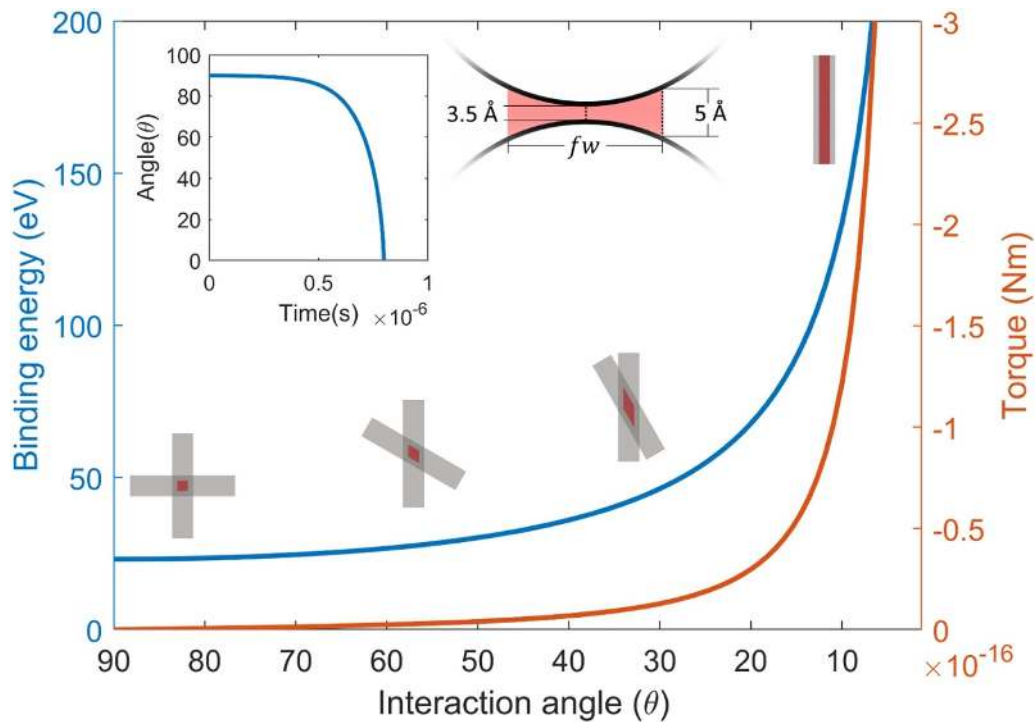 200
150
100
50
0
Binding energy (eV)
100
80
60
40
20
0
Angle(θ)
0
0.5
1
Time(s) ×10⁻⁶
3.5 Å
5 Å
fw
-3
-2.5
-2
-1.5
-1
-0.5
0
×10⁻¹⁶
Torque (Nm)
90 80 70 60 50 40 30 20 10
Interaction angle (θ)